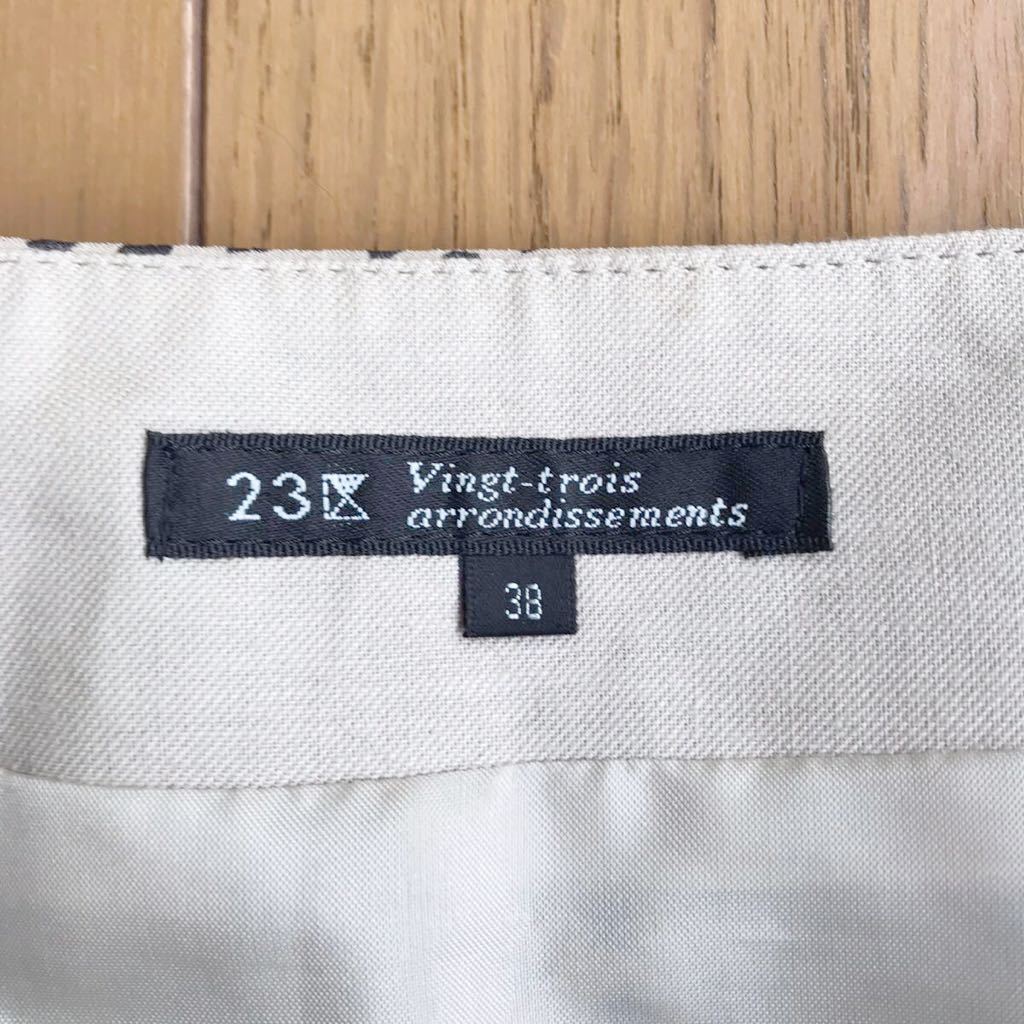 23区 Vingt-trois
arrondissements
38